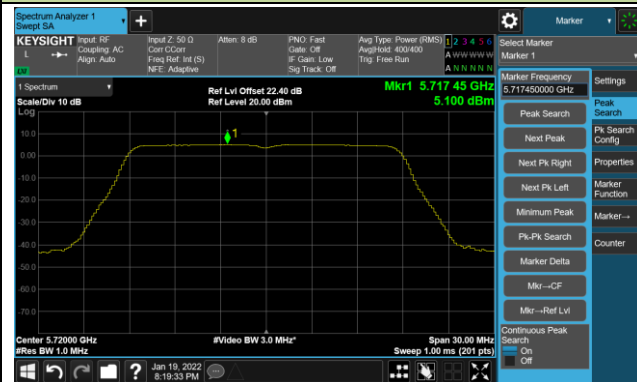 Spectrum Analyzer 1
Swept SA
Marker
KEYSIGHT
L
Input: RF
Coupling: AC
Align: Auto
Input Z: 50 Ω
Corr CCorr
Freq Ref: Int (S)
NFE: Adaptive
Atten: 8 dB
PNO: Fast
Gate: Off
IF Gain: Low
Sig Track: Off
Avg Type: Power (RMS)
Avg|Hold: 400/400
Trig: Free Run
1 2 3 4 5 6
A W W W W W
A N N N N N
Select Marker
Marker 1
1 Spectrum
Scale/Div 10 dB
Log
Ref Lvl Offset 22.40 dB
Ref Level 20.00 dBm
Mkr1 5.717 45 GHz
5.100 dBm
1
10.0
0.00
-10.0
-20.0
-30.0
-40.0
-50.0
-60.0
-70.0
Center 5.72000 GHz
#Res BW 1.0 MHz
#Video BW 3.0 MHz*
Span 30.00 MHz
Sweep 1.00 ms (201 pts)
Marker Frequency
5.717450000 GHz
Peak Search
Next Peak
Next Pk Right
Next Pk Left
Minimum Peak
Pk-Pk Search
Marker Delta
Mkr→CF
Mkr→Ref Lvl
Continuous Peak
Search
On
Off
Settings
Peak
Search
Pk Search
Config
Properties
Marker
Function
Marker→
Counter
Jan 19, 2022
8:19:33 PM